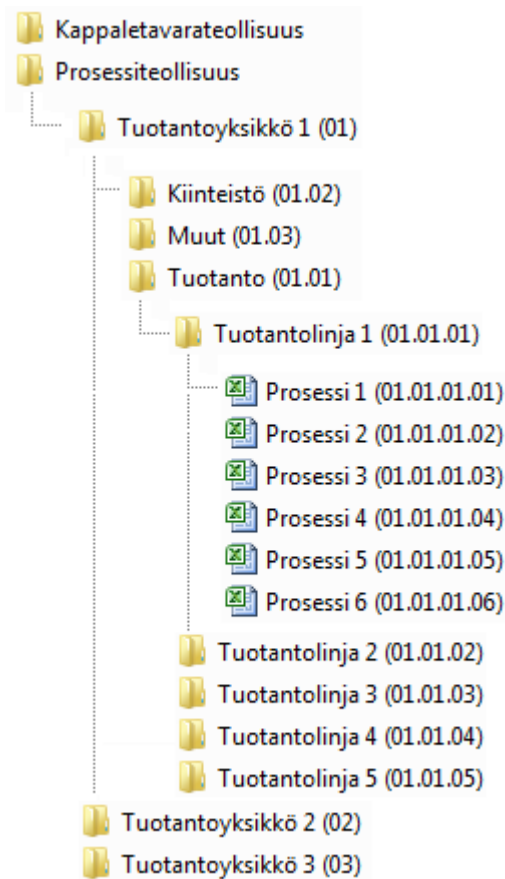 Kappaletavarateollisuus
Prosessiteollisuus
Tuotantoyksikkö 1 (01)
Kiinteistö (01.02)
Muut (01.03)
Tuotanto (01.01)
Tuotantolinja 1 (01.01.01)
Prosessi 1 (01.01.01.01)
Prosessi 2 (01.01.01.02)
Prosessi 3 (01.01.01.03)
Prosessi 4 (01.01.01.04)
Prosessi 5 (01.01.01.05)
Prosessi 6 (01.01.01.06)
Tuotantolinja 2 (01.01.02)
Tuotantolinja 3 (01.01.03)
Tuotantolinja 4 (01.01.04)
Tuotantolinja 5 (01.01.05)
Tuotantoyksikkö 2 (02)
Tuotantoyksikkö 3 (03)